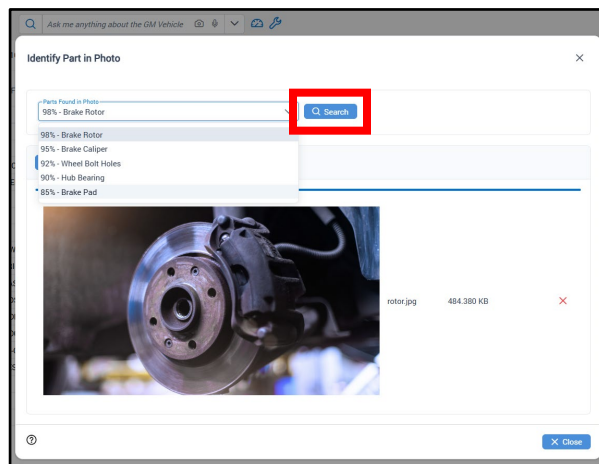 Ask me anything about the GM Vehicle
Identify Part in Photo
Parts Found in Photo
98% - Brake Rotor
Search
98% - Brake Rotor
95% - Brake Caliper
92% - Wheel Bolt Holes
90% - Hub Bearing
85% - Brake Pad
rotor.jpg 484.380 KB
Close